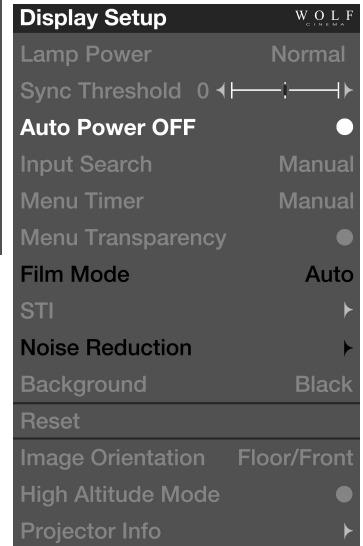 Display Setup WOLF
CINEMA
Lamp Power Normal
Sync Threshold 0
Auto Power OFF
Input Search Manual
Menu Timer Manual
Menu Transparency
Film Mode Auto
STI
Noise Reduction
Background Black
Reset
Image Orientation Floor/Front
High Altitude Mode
Projector Info